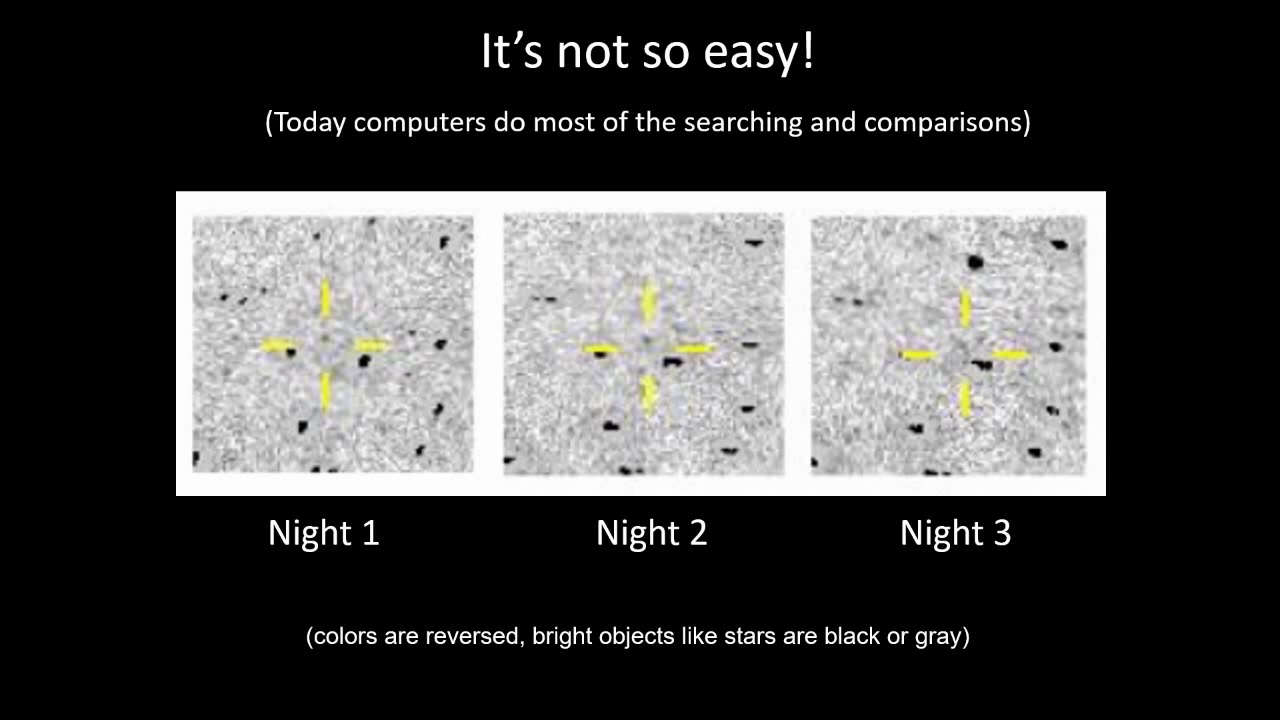 It’s not so easy!
(Today computers do most of the searching and comparisons)
Night 1
Night 2
Night 3
(colors are reversed, bright objects like stars are black or gray)